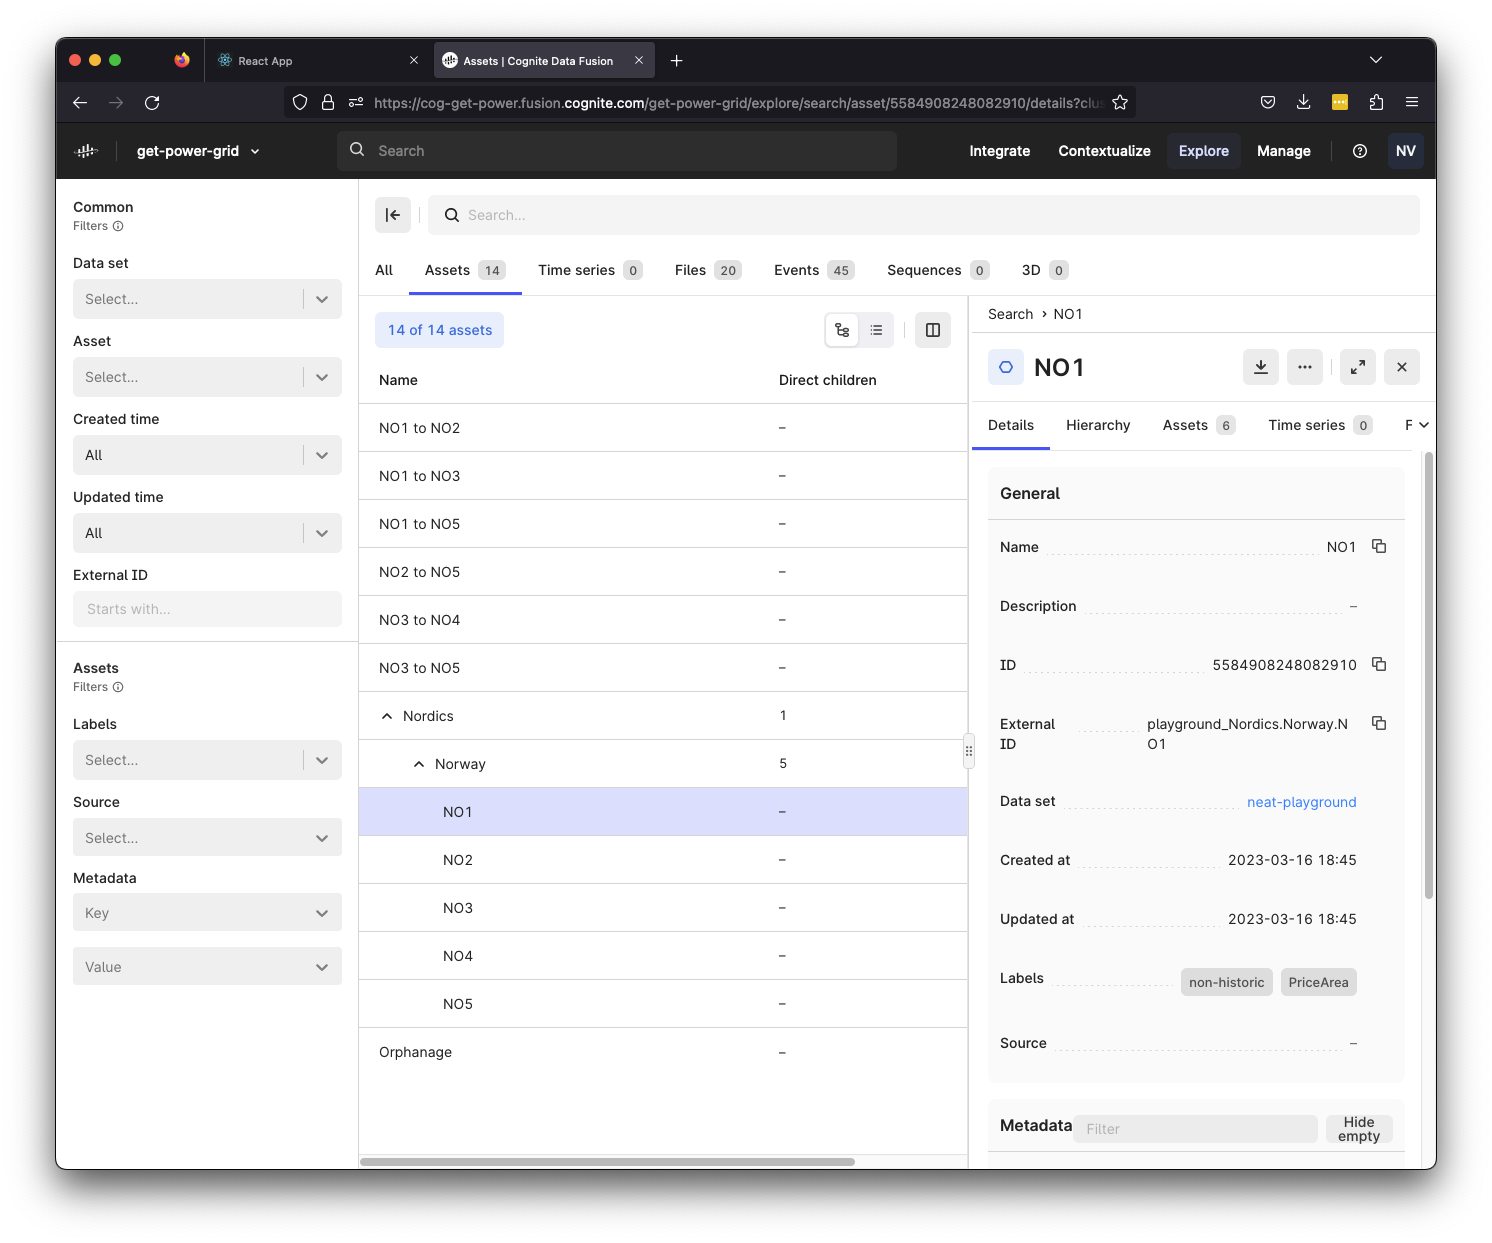 React App
Assets | Cognite Data Fusion
https://cog-get-power.fusion.cognite.com/get-power-grid/explore/search/asset/5584908248082910/details?clus
get-power-grid
Search
Integrate
Contextualize
Explore
Manage
NV
Common
Filters
Data set
Select...
Asset
Select...
Created time
All
Updated time
All
External ID
Starts with...
Assets
Filters
Labels
Select...
Source
Select...
Metadata
Key
Value
Search...
All
Assets 14
Time series 0
Files 20
Events 45
Sequences 0
3D 0
14 of 14 assets
Name Direct children
NO1 to NO2 –
NO1 to NO3 –
NO1 to NO5 –
NO2 to NO5 –
NO3 to NO4 –
NO3 to NO5 –
Nordics 1
Norway 5
NO1 –
NO2 –
NO3 –
NO4 –
NO5 –
Orphanage –
Search › NO1
NO1
Details
Hierarchy
Assets 6
Time series 0
F
General
Name NO1
Description –
ID 5584908248082910
External ID playground_Nordics.Norway.N
O1
Data set neat-playground
Created at 2023-03-16 18:45
Updated at 2023-03-16 18:45
Labels non-historic PriceArea
Source –
Metadata
Filter
Hide
empty